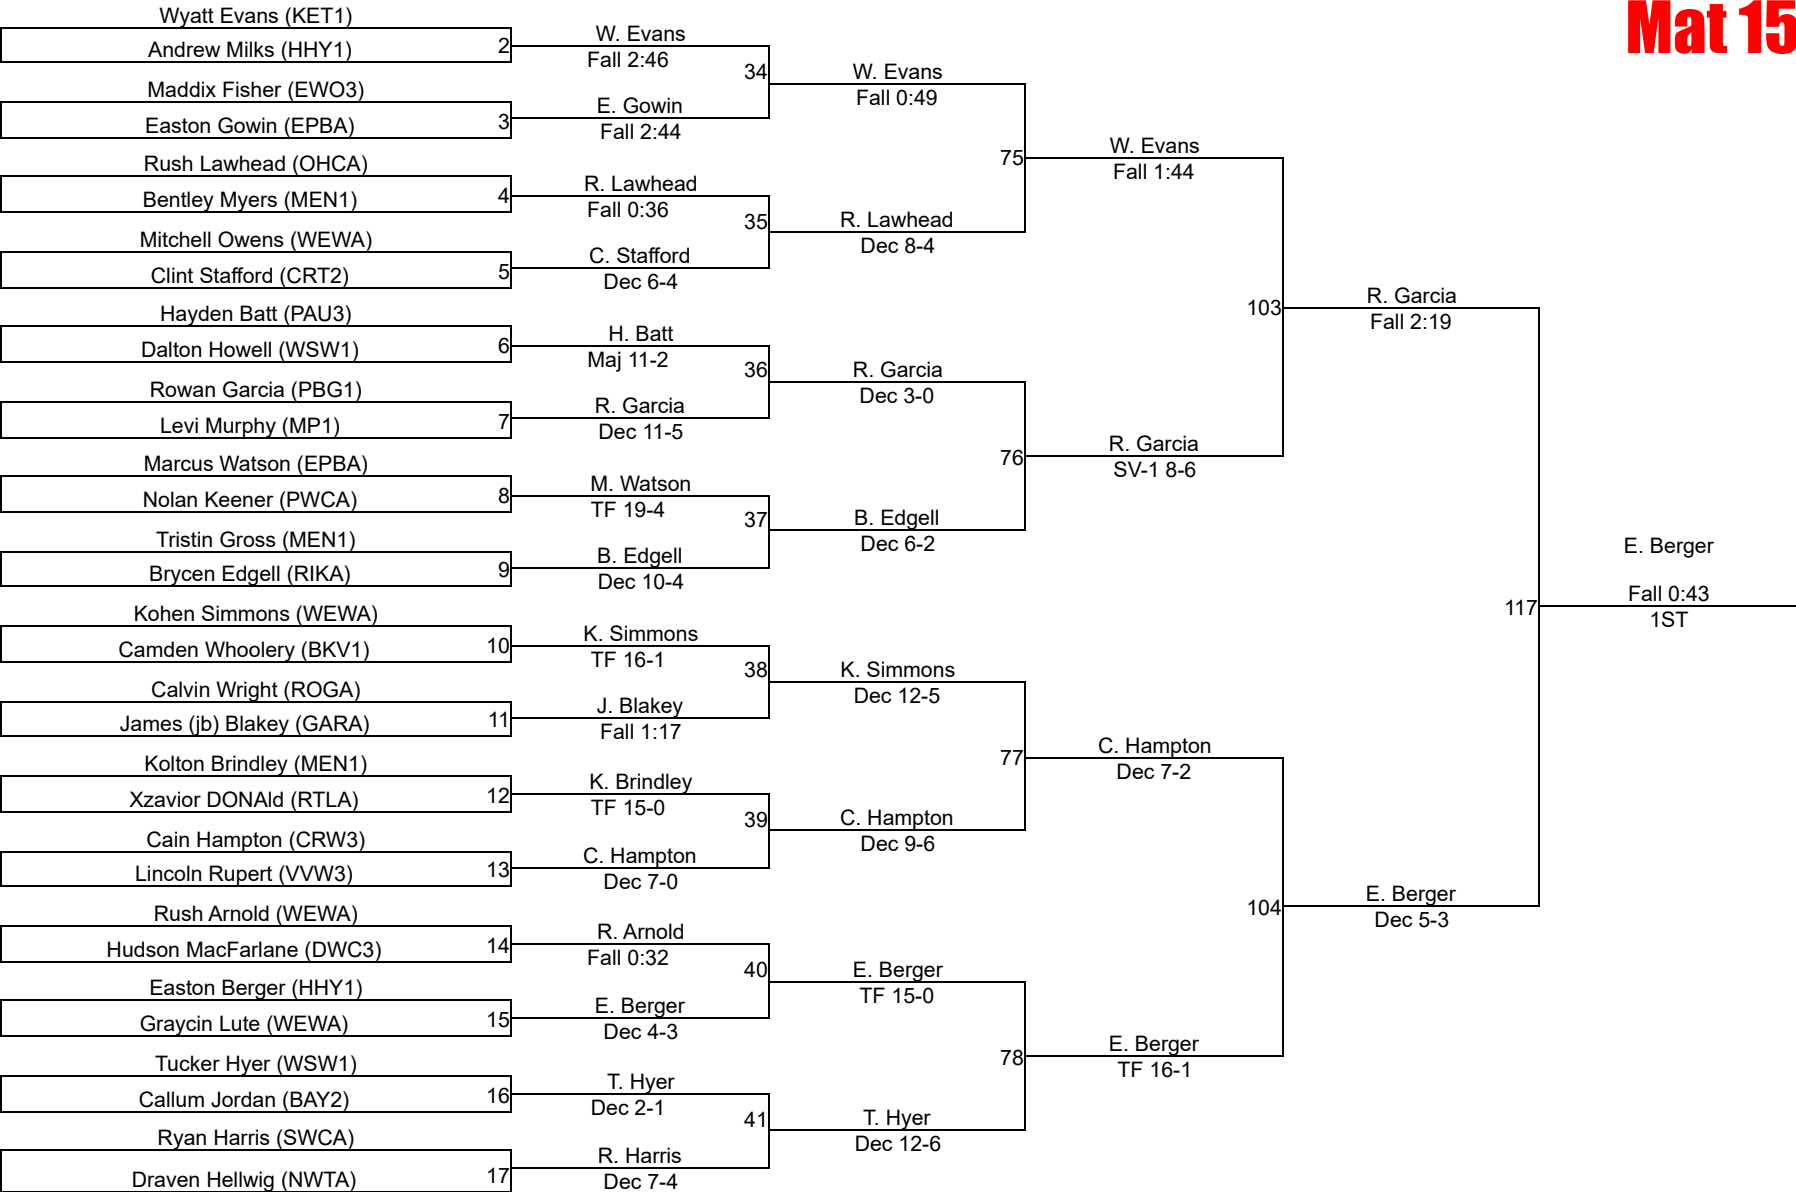 Mat 15
Wyatt Evans (KET1)
Andrew Milks (HHY1)
2
Maddix Fisher (EWO3)
Easton Gowin (EPBA)
3
Rush Lawhead (OHCA)
Bentley Myers (MEN1)
4
Mitchell Owens (WEWA)
Clint Stafford (CRT2)
5
Hayden Batt (PAU3)
Dalton Howell (WSW1)
6
Rowan Garcia (PBG1)
Levi Murphy (MP1)
7
Marcus Watson (EPBA)
Nolan Keener (PWCA)
8
Tristin Gross (MEN1)
Brycen Edgell (RIKA)
9
Kohen Simmons (WEWA)
Camden Whoolery (BKV1)
10
Calvin Wright (ROGA)
James (jb) Blakey (GARA)
11
Kolton Brindley (MEN1)
Xzavior DONAld (RTLA)
12
Cain Hampton (CRW3)
Lincoln Rupert (VVW3)
13
Rush Arnold (WEWA)
Hudson MacFarlane (DWC3)
14
Easton Berger (HHY1)
Graycin Lute (WEWA)
15
Tucker Hyer (WSW1)
Callum Jordan (BAY2)
16
Ryan Harris (SWCA)
Draven Hellwig (NWTA)
17
W. Evans
Fall 2:46
34
E. Gowin
Fall 2:44
R. Lawhead
Fall 0:36
35
C. Stafford
Dec 6-4
H. Batt
Maj 11-2
36
R. Garcia
Dec 11-5
M. Watson
TF 19-4
37
B. Edgell
Dec 10-4
K. Simmons
TF 16-1
38
J. Blakey
Fall 1:17
K. Brindley
TF 15-0
39
C. Hampton
Dec 7-0
R. Arnold
Fall 0:32
40
E. Berger
Dec 4-3
T. Hyer
Dec 2-1
41
R. Harris
Dec 7-4
W. Evans
Fall 0:49
75
R. Lawhead
Dec 8-4
R. Garcia
Dec 3-0
76
B. Edgell
Dec 6-2
K. Simmons
Dec 12-5
77
C. Hampton
Dec 9-6
E. Berger
TF 15-0
78
T. Hyer
Dec 12-6
W. Evans
Fall 1:44
103
R. Garcia
SV-1 8-6
C. Hampton
Dec 7-2
104
E. Berger
TF 16-1
R. Garcia
Fall 2:19
117
E. Berger
Dec 5-3
E. Berger
Fall 0:43
1ST